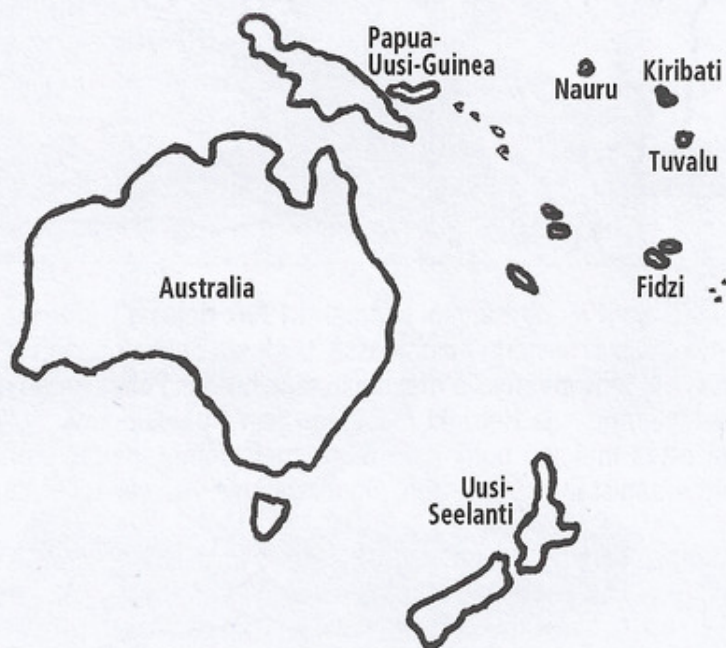 Papua-
Uusi-Guinea
Nauru
Kiribati
Tuvalu
Australia
Fidzi
Uusi-
Seelanti